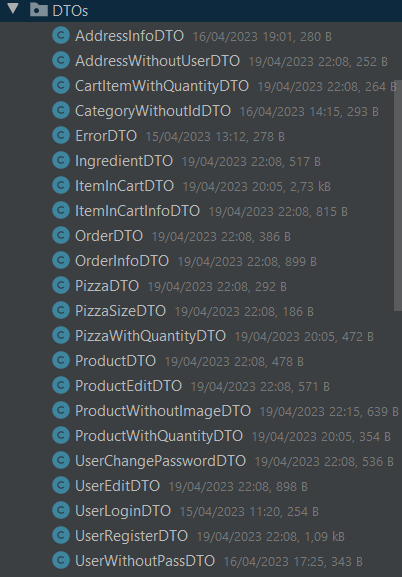 DTOs
AddressInfoDTO 16/04/2023 19:01, 280 B
AddressWithoutUserDTO 19/04/2023 22:08, 252 B
CartItemWithQuantityDTO 19/04/2023 22:08, 264 B
CategoryWithoutIdDTO 16/04/2023 14:15, 293 B
ErrorDTO 15/04/2023 13:12, 278 B
IngredientDTO 19/04/2023 22:08, 517 B
ItemInCartDTO 19/04/2023 20:05, 2,73 kB
ItemInCartInfoDTO 19/04/2023 22:08, 815 B
OrderDTO 19/04/2023 22:08, 386 B
OrderInfoDTO 19/04/2023 22:08, 899 B
PizzaDTO 19/04/2023 22:08, 292 B
PizzaSizeDTO 19/04/2023 22:08, 186 B
PizzaWithQuantityDTO 19/04/2023 20:05, 472 B
ProductDTO 19/04/2023 22:08, 478 B
ProductEditDTO 19/04/2023 22:08, 571 B
ProductWithoutImageDTO 19/04/2023 22:15, 639 B
ProductWithQuantityDTO 19/04/2023 20:05, 354 B
UserChangePasswordDTO 19/04/2023 22:08, 536 B
UserEditDTO 19/04/2023 22:08, 898 B
UserLoginDTO 15/04/2023 11:20, 254 B
UserRegisterDTO 19/04/2023 22:08, 1,09 kB
UserWithoutPassDTO 16/04/2023 17:25, 343 B